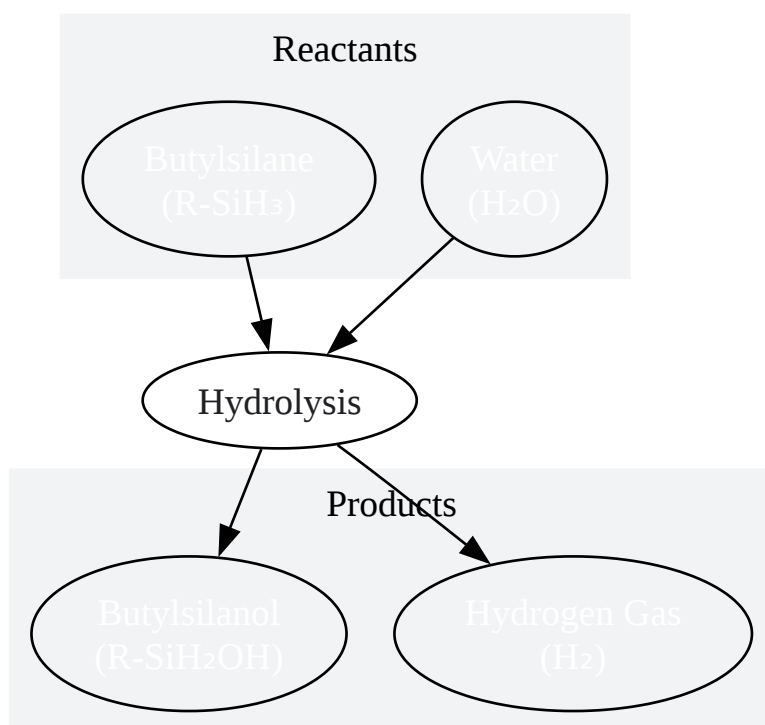 Reactants
Butylsilane
(R-SiH₃)
Water
(H₂O)
Hydrolysis
Products
Butylsilanol
(R-SiH₂OH)
Hydrogen Gas
(H₂)